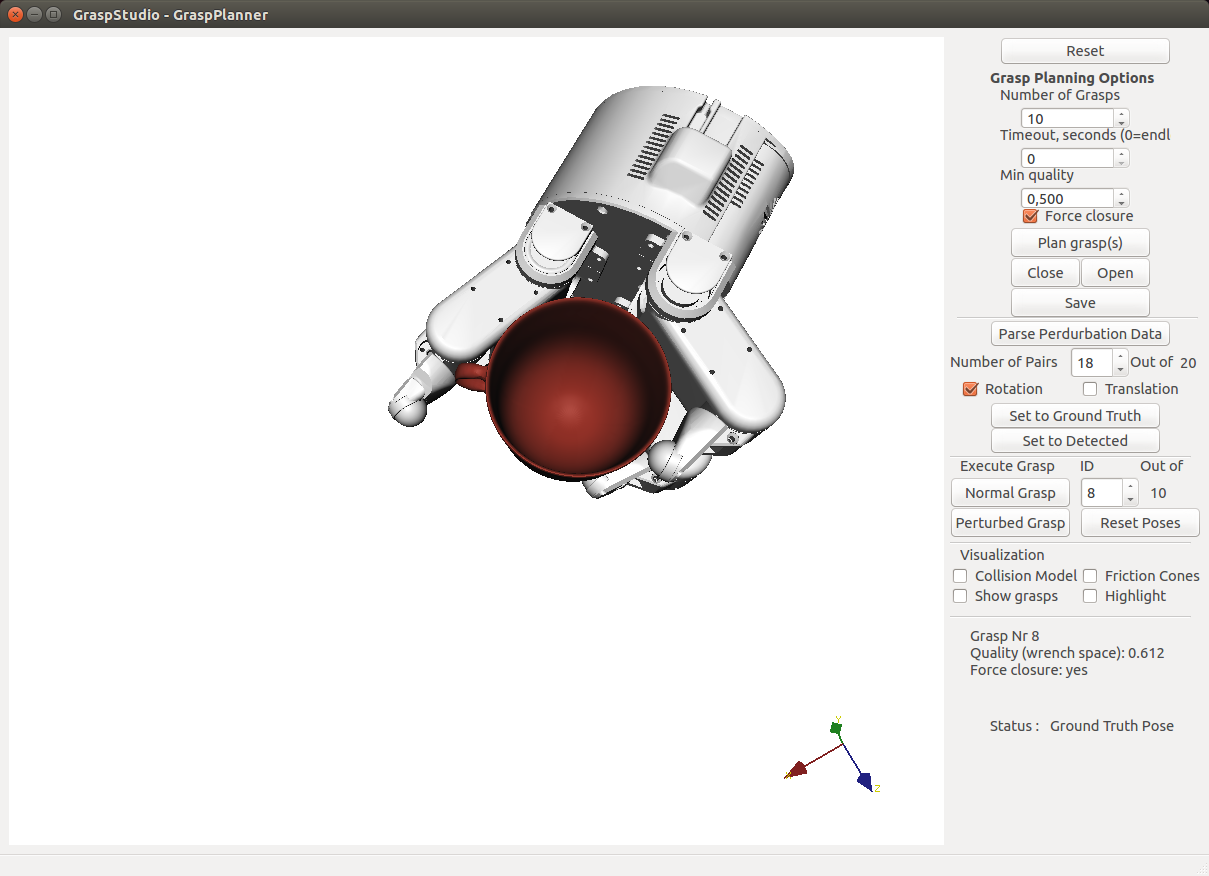 GraspStudio - GraspPlanner
Reset
Grasp Planning Options
Number of Grasps
10
Timeout, seconds (0=endl
0
Min quality
0,500
Force closure
Plan grasp(s)
Close Open
Save
Parse Perdurbation Data
Number of Pairs 18 Out of 20
Rotation Translation
Set to Ground Truth
Set to Detected
Execute Grasp ID Out of
Normal Grasp 8 10
Perturbed Grasp Reset Poses
Visualization
Collision Model Friction Cones
Show grasps Highlight
Grasp Nr 8
Quality (wrench space): 0.612
Force closure: yes
Status : Ground Truth Pose
Y
X
Z